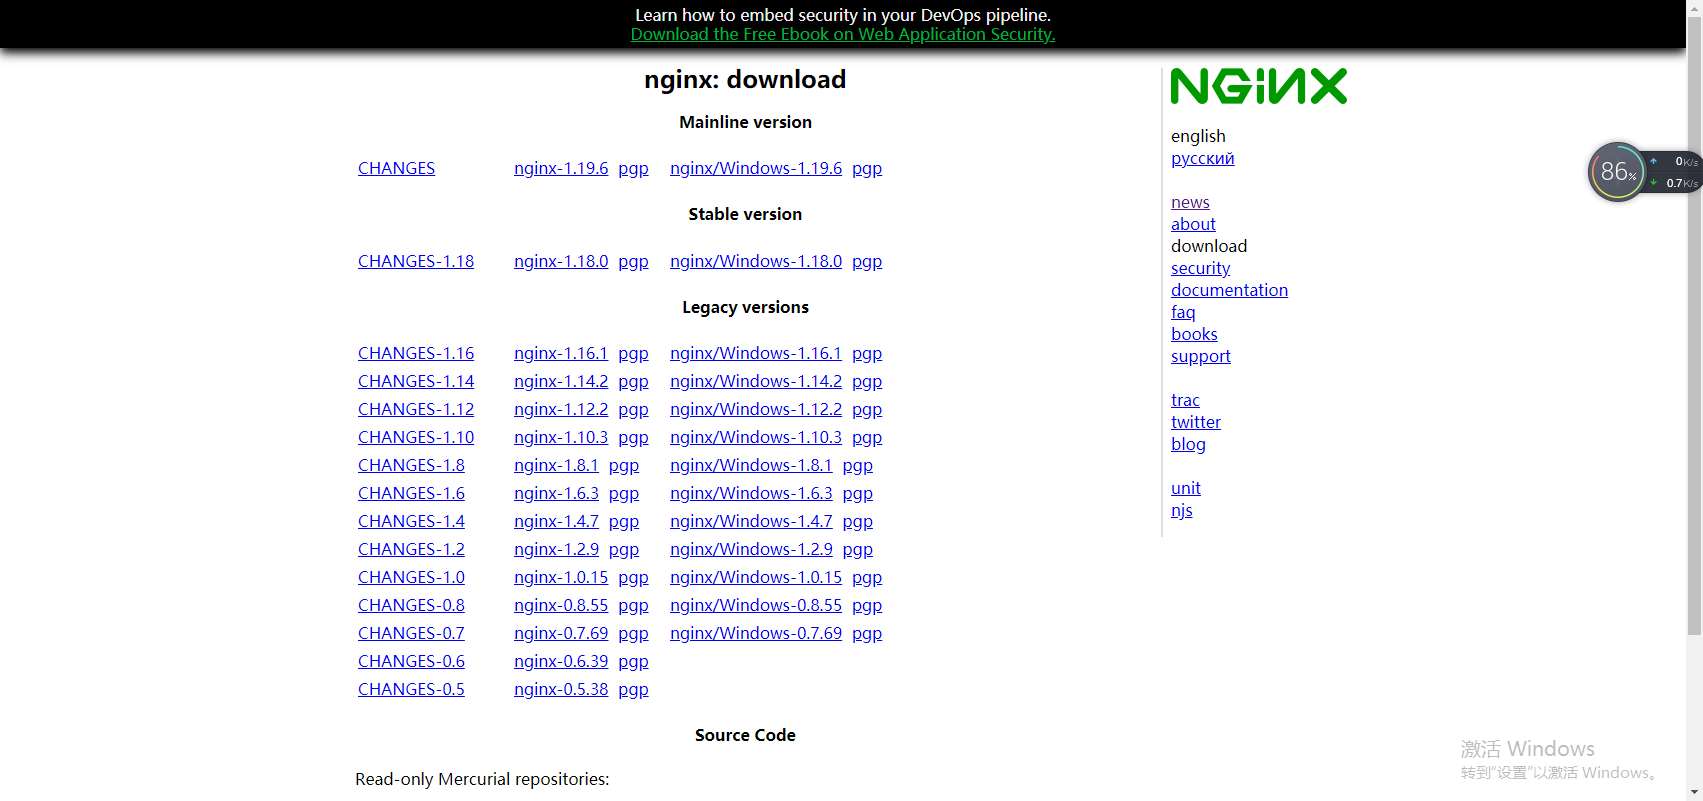 Learn how to embed security in your DevOps pipeline.
Download the Free Ebook on Web Application Security.
nginx: download
Mainline version
CHANGES nginx-1.19.6 pgp nginx/Windows-1.19.6 pgp
Stable version
CHANGES-1.18 nginx-1.18.0 pgp nginx/Windows-1.18.0 pgp
Legacy versions
CHANGES-1.16 nginx-1.16.1 pgp nginx/Windows-1.16.1 pgp
CHANGES-1.14 nginx-1.14.2 pgp nginx/Windows-1.14.2 pgp
CHANGES-1.12 nginx-1.12.2 pgp nginx/Windows-1.12.2 pgp
CHANGES-1.10 nginx-1.10.3 pgp nginx/Windows-1.10.3 pgp
CHANGES-1.8 nginx-1.8.1 pgp nginx/Windows-1.8.1 pgp
CHANGES-1.6 nginx-1.6.3 pgp nginx/Windows-1.6.3 pgp
CHANGES-1.4 nginx-1.4.7 pgp nginx/Windows-1.4.7 pgp
CHANGES-1.2 nginx-1.2.9 pgp nginx/Windows-1.2.9 pgp
CHANGES-1.0 nginx-1.0.15 pgp nginx/Windows-1.0.15 pgp
CHANGES-0.8 nginx-0.8.55 pgp nginx/Windows-0.8.55 pgp
CHANGES-0.7 nginx-0.7.69 pgp nginx/Windows-0.7.69 pgp
CHANGES-0.6 nginx-0.6.39 pgp
CHANGES-0.5 nginx-0.5.38 pgp
Source Code
Read-only Mercurial repositories:
NGINX
english
русский
news
about
download
security
documentation
faq
books
support
trac
twitter
blog
unit
njs
86%
0K/s
0.7K/s
激活 Windows
转到“设置”以激活 Windows。